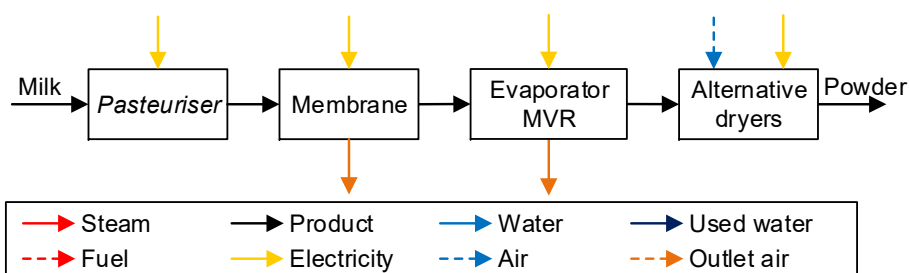 Milk
Pasteuriser
Membrane
Evaporator
MVR
Alternative
dryers
Powder
Steam
Product
Water
Used water
Fuel
Electricity
Air
Outlet air